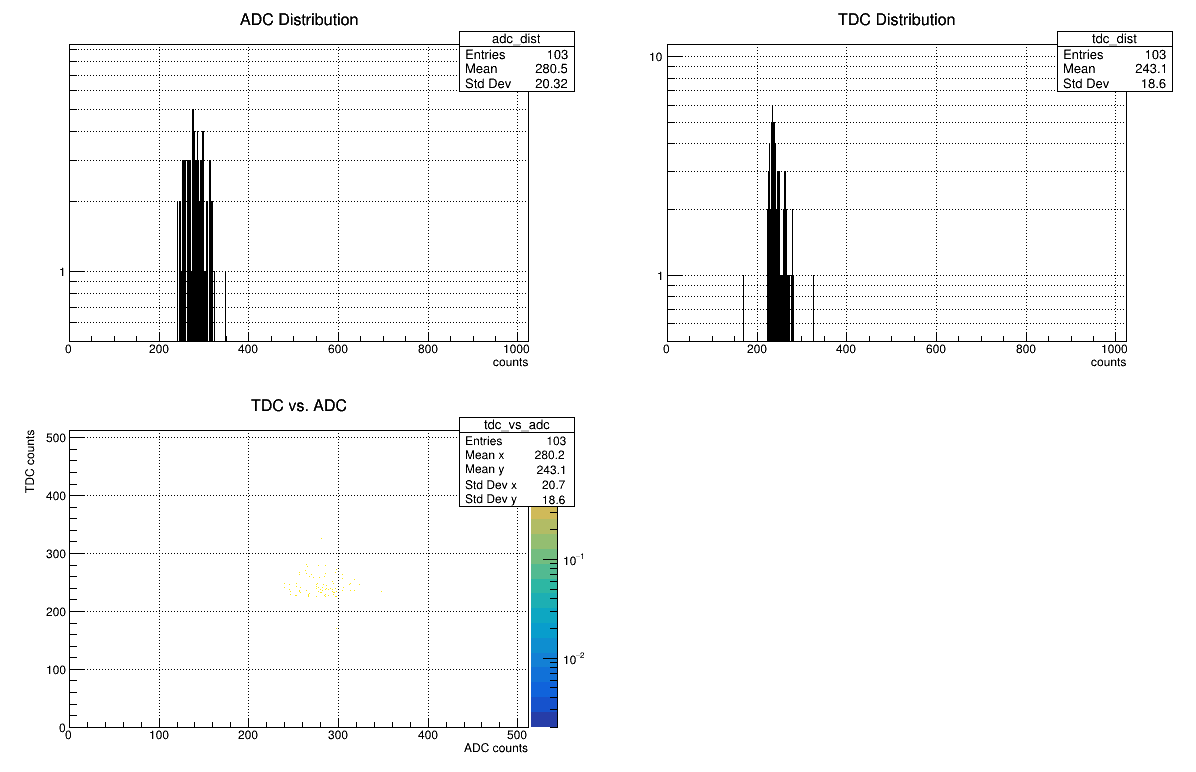 ADC Distribution
adc_dist
Entries 103
Mean 280.5
Std Dev 20.32
1
0 200 400 600 800 1000
counts
TDC Distribution
tdc_dist
Entries 103
Mean 243.1
Std Dev 18.6
10
1
0 200 400 600 800 1000
counts
TDC vs. ADC
tdc_vs_adc
Entries 103
Mean x 280.2
Mean y 243.1
Std Dev x 20.7
Std Dev y 18.6
TDC counts
500
400
300
200
100
0
0 100 200 300 400 500
ADC counts
10⁻¹
10⁻²